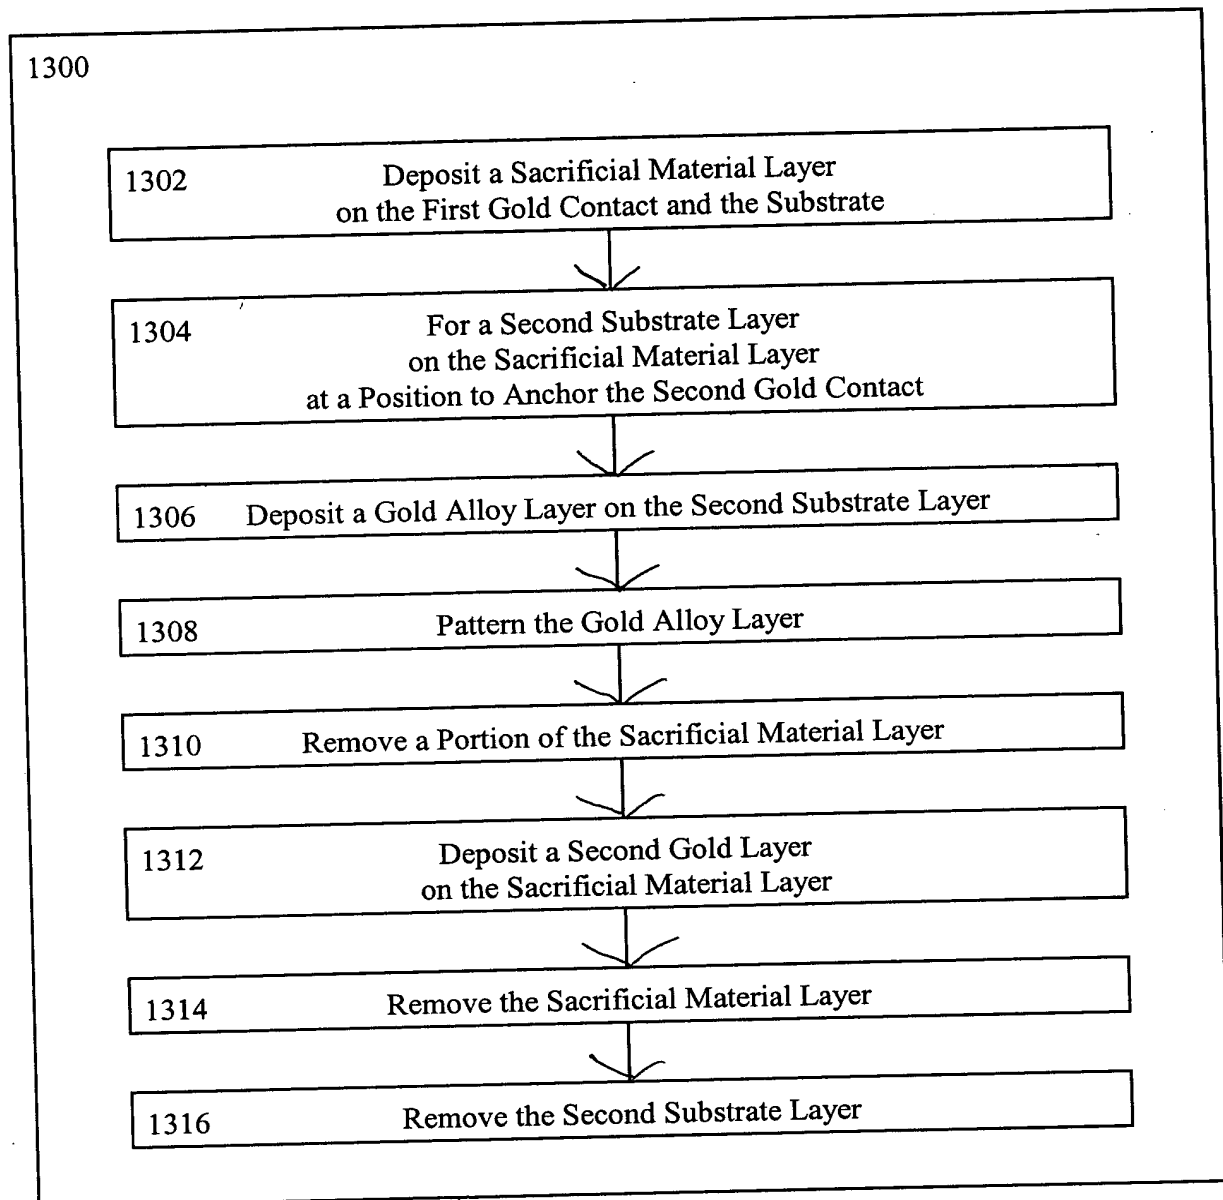 1300
1302 Deposit a Sacrificial Material Layer
on the First Gold Contact and the Substrate
1304 For a Second Substrate Layer
on the Sacrificial Material Layer
at a Position to Anchor the Second Gold Contact
1306 Deposit a Gold Alloy Layer on the Second Substrate Layer
1308 Pattern the Gold Alloy Layer
1310 Remove a Portion of the Sacrificial Material Layer
1312 Deposit a Second Gold Layer
on the Sacrificial Material Layer
1314 Remove the Sacrificial Material Layer
1316 Remove the Second Substrate Layer